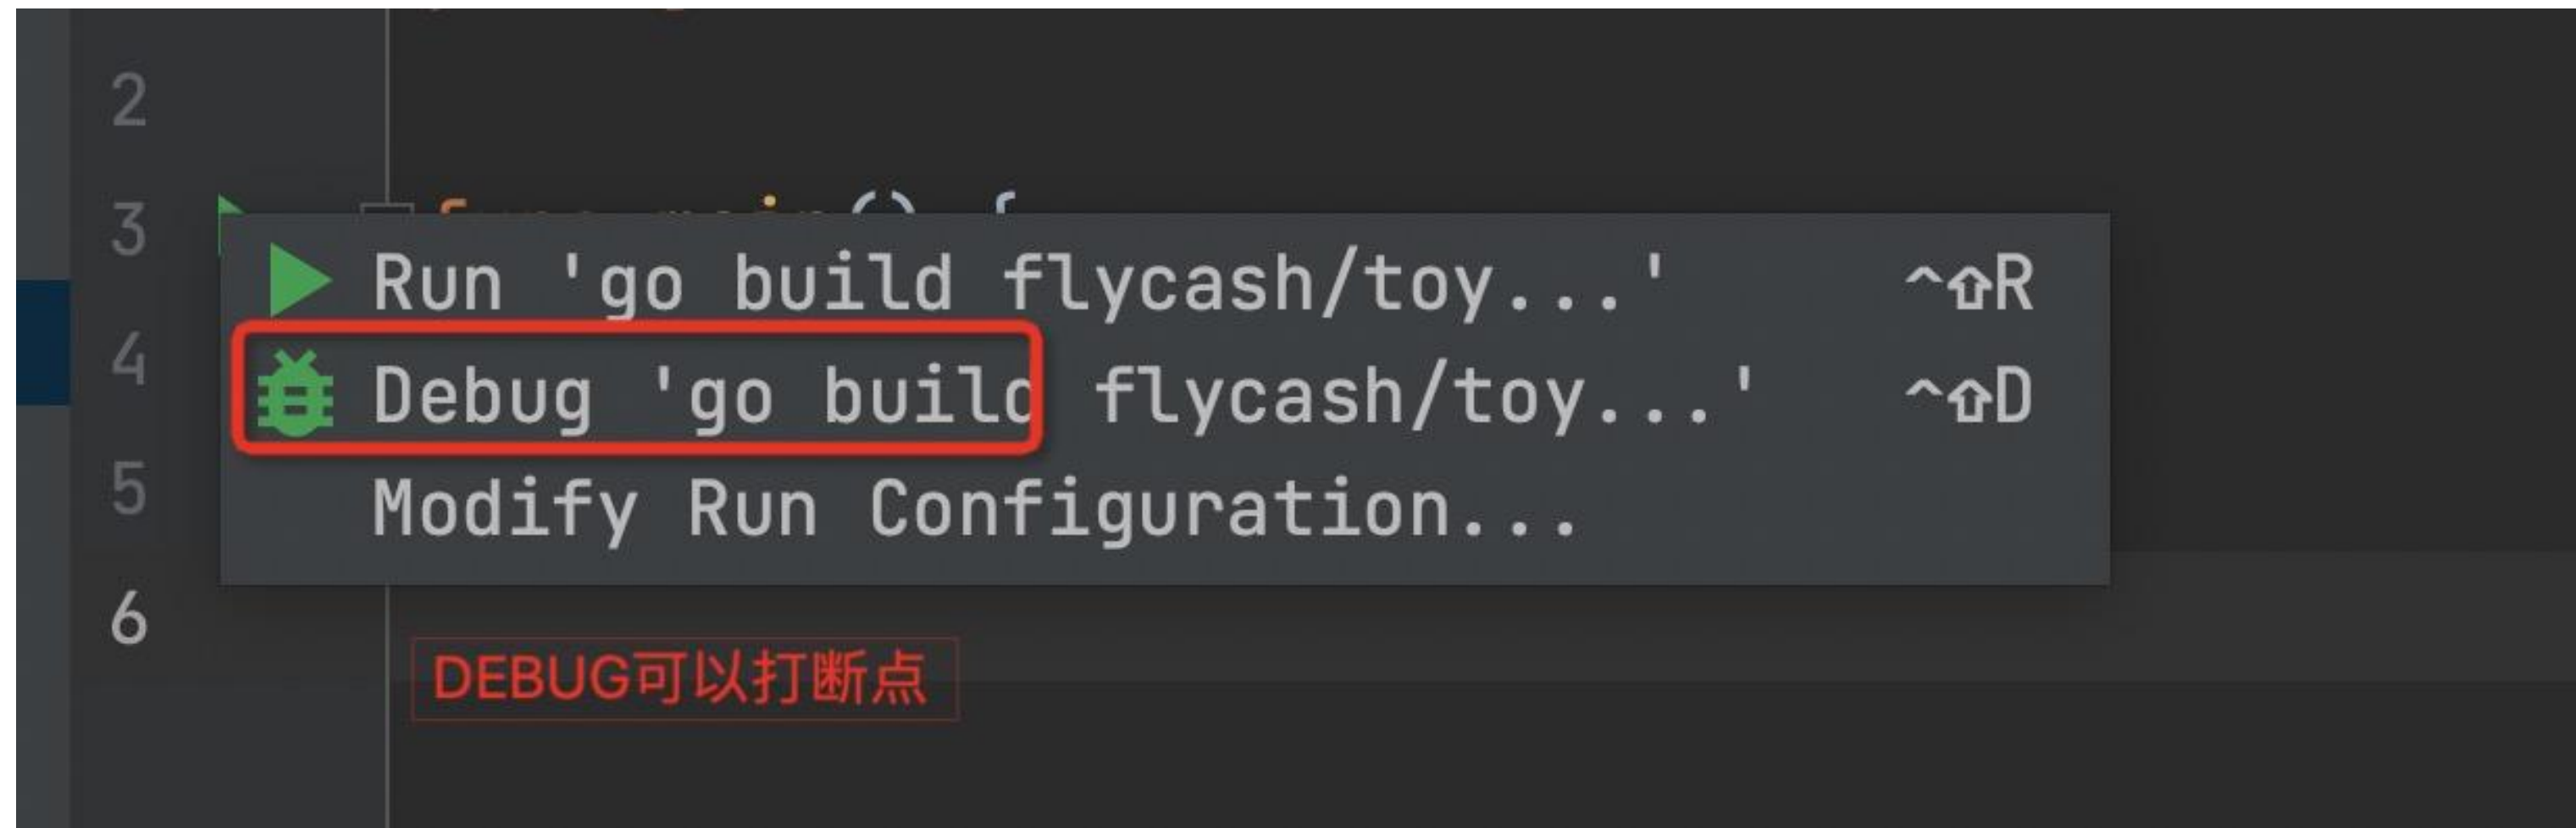 2
3
Run 'go build flycash/toy...' ^⇧R
4
Debug 'go build flycash/toy...' ^⇧D
5
Modify Run Configuration...
6
DEBUG可以打断点